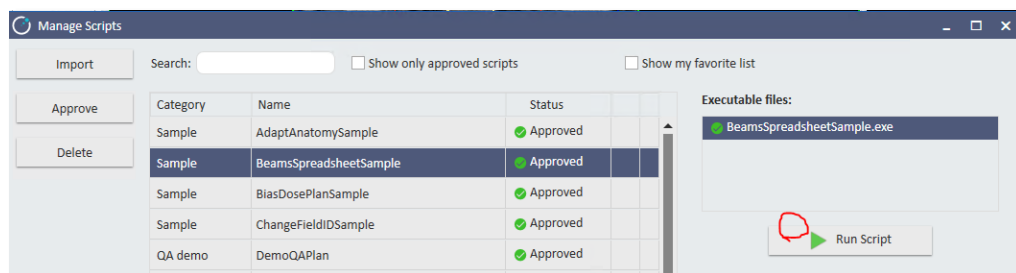 Manage Scripts
Import
Search:
Show only approved scripts
Show my favorite list
Approve
Category Name Status
Executable files:
Sample AdaptAnatomySample Approved
BeamsSpreadsheetSample.exe
Delete
Sample BeamsSpreadsheetSample Approved
Sample BiasDosePlanSample Approved
Sample ChangeFieldIDSample Approved
Run Script
QA demo DemoQAPlan Approved